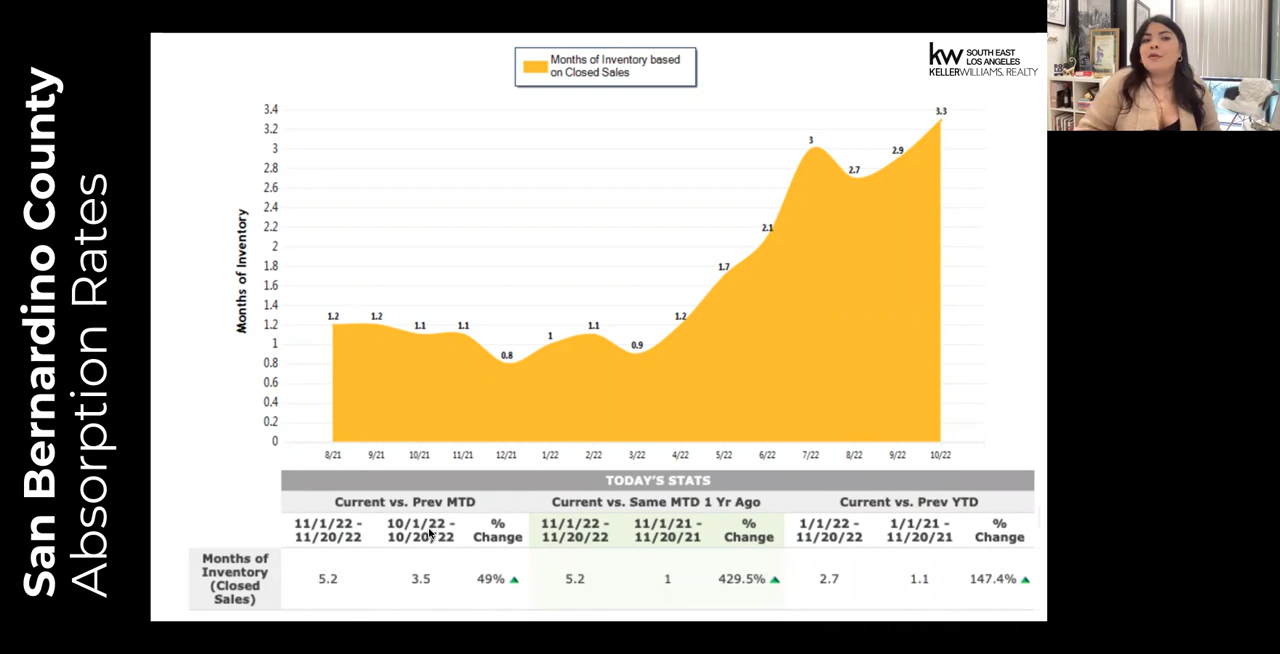 San Bernardino County
Absorption Rates
Months of Inventory based
on Closed Sales
kw SOUTH EAST
LOS ANGELES
KELLERWILLIAMS. REALTY
Months of Inventory
3.4
3.2
3
2.8
2.6
2.4
2.2
2
1.8
1.6
1.4
1.2
1
0.8
0.6
0.4
0.2
0
1.2 1.2 1.1 1.1 0.8 1 1.1 0.9 1.2 1.7 2.1 3 2.7 2.9 3.3
8/21 9/21 10/21 11/21 12/21 1/22 2/22 3/22 4/22 5/22 6/22 7/22 8/22 9/22 10/22
TODAY'S STATS
Current vs. Prev MTD Current vs. Same MTD 1 Yr Ago Current vs. Prev YTD
11/1/22 - 10/1/22 - % 11/1/22 - 11/1/21 - % 1/1/22 - 1/1/21 - %
11/20/22 10/20/22 Change 11/20/22 11/20/21 Change 11/20/22 11/20/21 Change
Months of
Inventory
(Closed
Sales)
5.2 3.5 49% 5.2 1 429.5% 2.7 1.1 147.4%